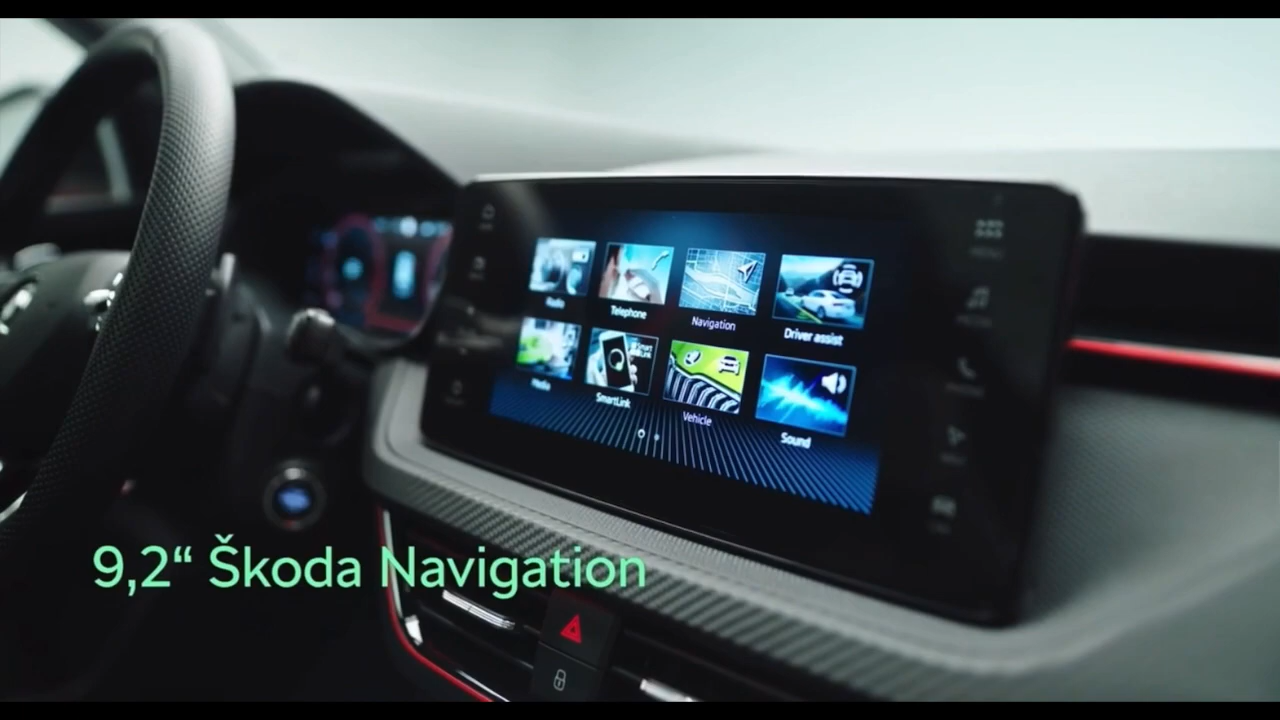 Radio
Telephone
Navigation
Driver assist
Media
SmartLink
Vehicle
Sound
9,2“ Škoda Navigation